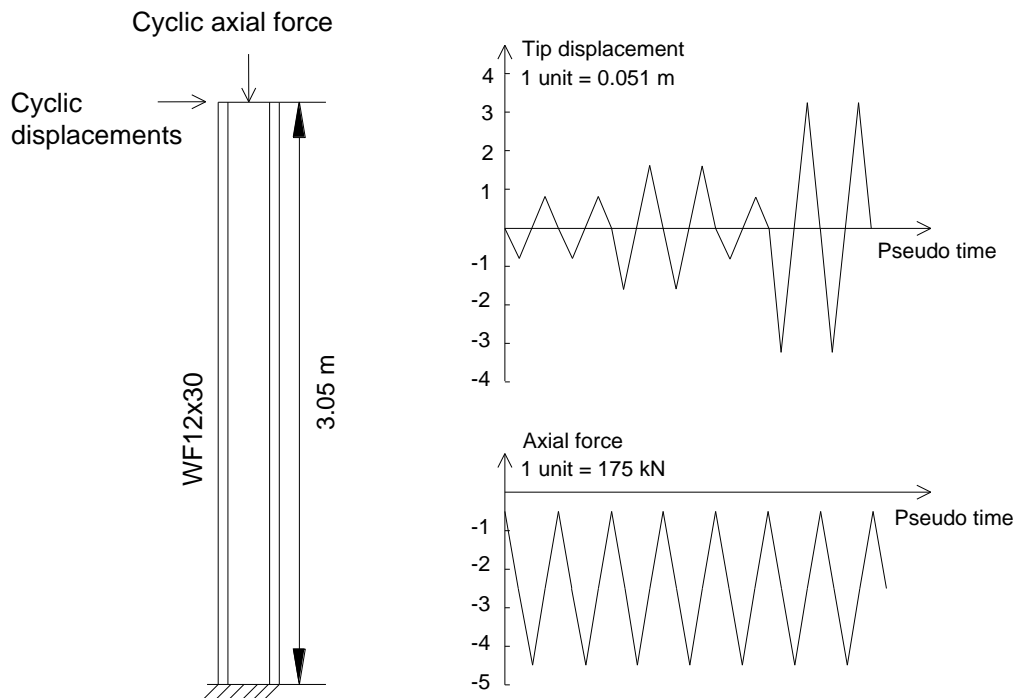 Cyclic axial force
Cyclic
displacements
WF12x30
3.05 m
Tip displacement
1 unit = 0.051 m
4
3
2
1
-1
-2
-3
-4
Pseudo time
Axial force
1 unit = 175 kN
-1
-2
-3
-4
-5
Pseudo time